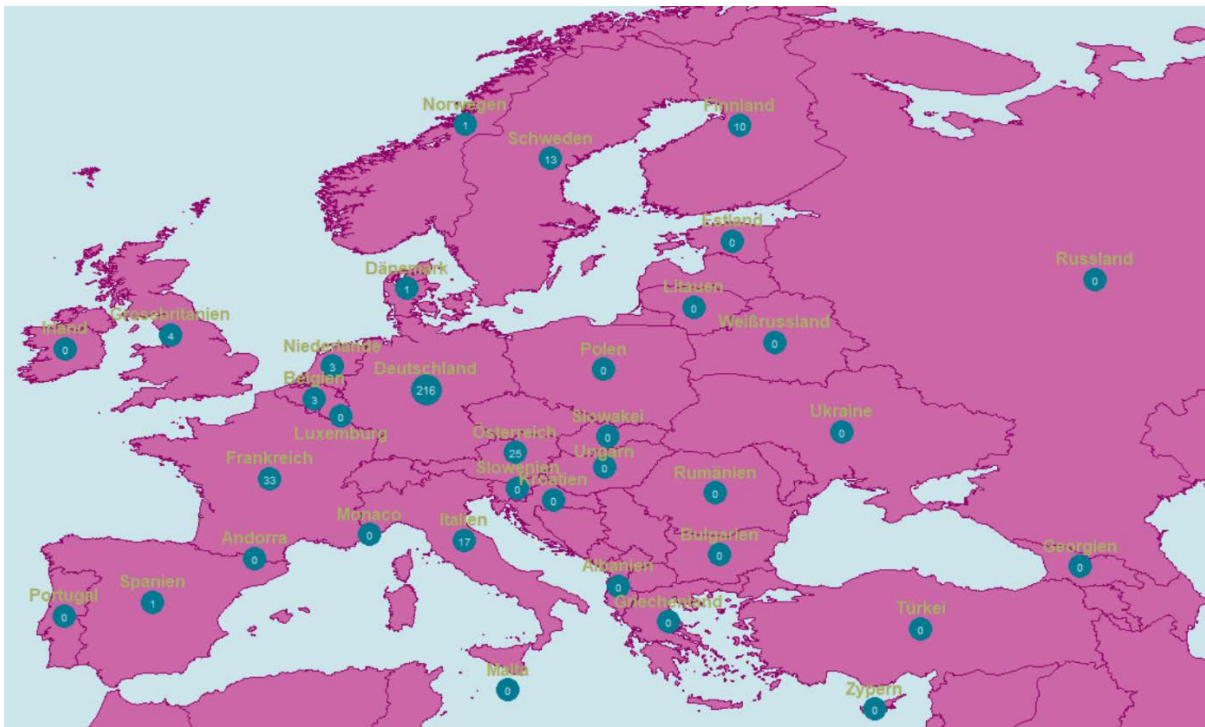 Norwegen
1
Finnland
10
Schweden
13
Estland
0
Russland
0
Dänemark
1
Litauen
0
Grossbritanien
4
Weißrussland
0
Irland
0
Niederlande
3
Polen
0
Deutschland
216
Belgien
3
Luxemburg
0
Ukraine
0
Slowakei
0
Österreich
25
Ungarn
0
Frankreich
33
Slowenien
0
Kroatien
0
Rumänien
0
Monaco
0
Italien
17
Andorra
0
Bulgarien
0
Georgien
0
Albanien
0
Spanien
1
Portugal
0
Griechenland
0
Türkei
0
Malta
0
Zypern
0